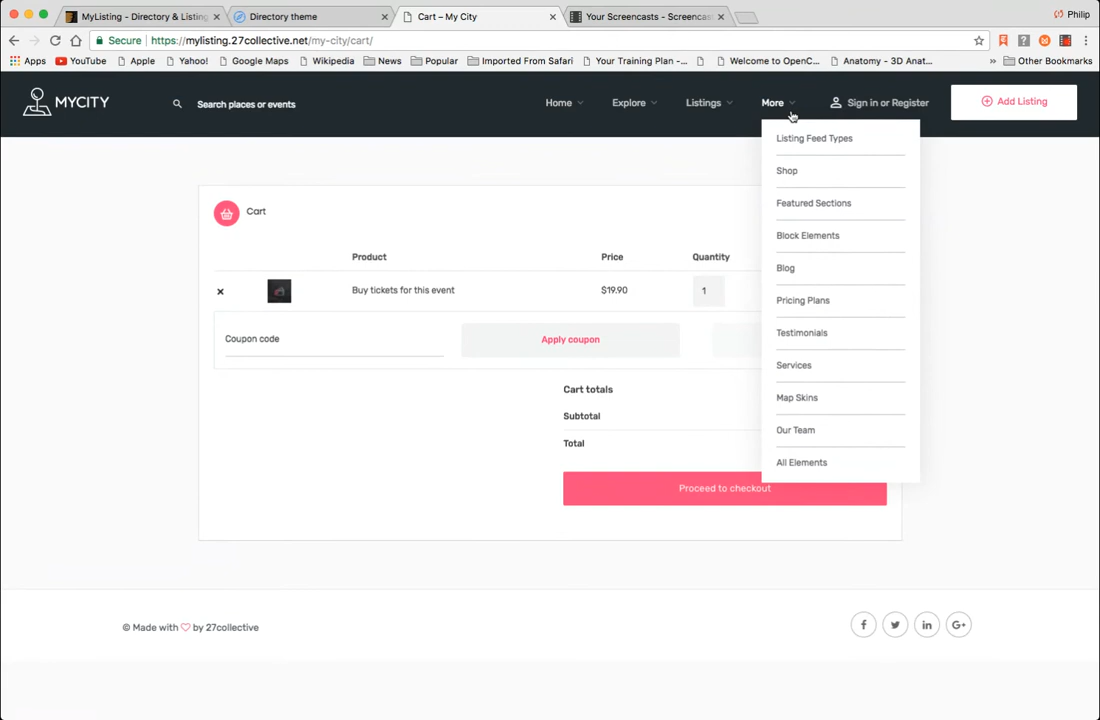 MyListing - Directory & Listing
Directory theme
Cart – My City
Your Screencasts - Screencas
Philip
Secure
https://mylisting.27collective.net/my-city/cart/
Apps
YouTube
Apple
Yahoo!
Google Maps
Wikipedia
News
Popular
Imported From Safari
Your Training Plan -...
Welcome to OpenC...
Anatomy - 3D Anat...
»
Other Bookmarks
MYCITY
Search places or events
Home
Explore
Listings
More
Sign in or Register
Add Listing
Listing Feed Types
Shop
Featured Sections
Block Elements
Blog
Pricing Plans
Testimonials
Services
Map Skins
Our Team
All Elements
Cart
Product
Price
Quantity
Buy tickets for this event
$19.90
1
Coupon code
Apply coupon
Cart totals
Subtotal
Total
Proceed to checkout
© Made with ♡ by 27collective